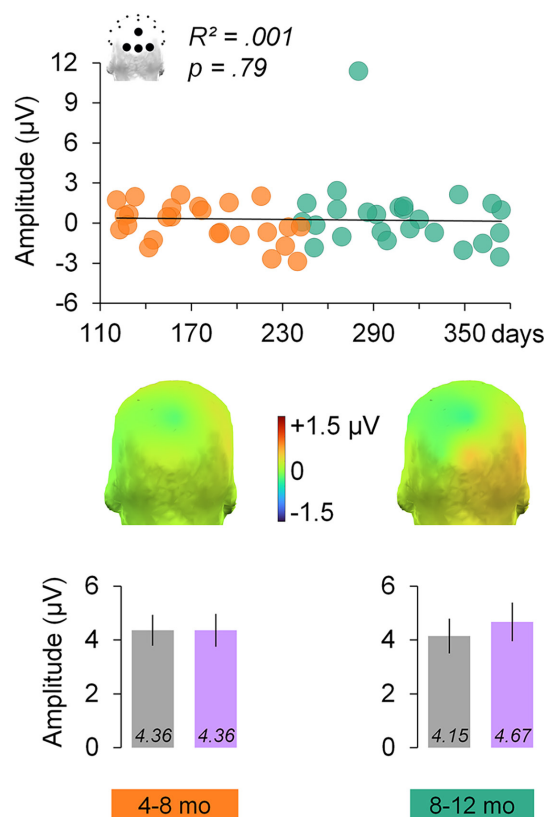 R² = .001
p = .79
Amplitude (µV)
12
9
6
3
0
-3
-6
110 170 230 290 350 days
+1.5 µV
0
-1.5
Amplitude (µV)
6
4
2
0
4.36 4.36
6
4
2
0
4.15 4.67
4-8 mo
8-12 mo